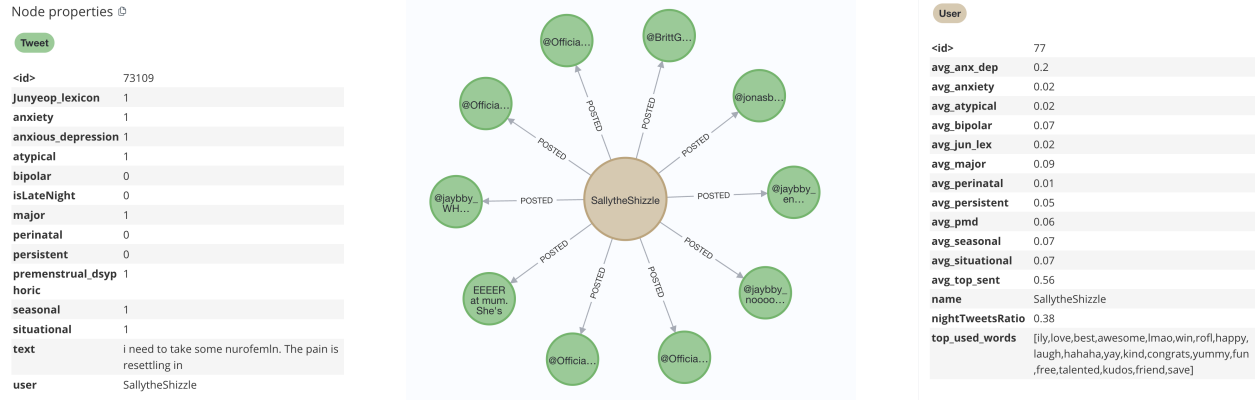 Node properties
Tweet
<id> 73109
Junyeop_lexicon 1
anxiety 1
anxious_depression 1
atypical 1
bipolar 0
isLateNight 0
major 1
perinatal 0
persistent 0
premenstrual_dysp 1
horic
seasonal 1
situational 1
text i need to take some nurofemln. The pain is
resettling in
user SallytheShizzle
@Officia...
@BrittG...
@Officia...
@jonasb...
POSTED
POSTED
POSTED
POSTED
@jaybby_
WH...
POSTED
SallytheShizzle
POSTED
@jaybby_
en...
POSTED
POSTED
POSTED
POSTED
EEEER
at mum.
She's
@jaybby_
noooo...
@Officia...
@Officia...
User
<id> 77
avg_anx_dep 0.2
avg_anxiety 0.02
avg_atypical 0.02
avg_bipolar 0.07
avg_jun_lex 0.02
avg_major 0.09
avg_perinatal 0.01
avg_persistent 0.05
avg_pmd 0.06
avg_seasonal 0.07
avg_situational 0.07
avg_top_sent 0.56
name SallytheShizzle
nightTweetsRatio 0.38
top_used_words [ily,love,best,awesome,lmao,win,rofl,happy,
laugh,hahaha,yay,kind,congrats,yummy,fun
,free,talented,kudos,friend,save]